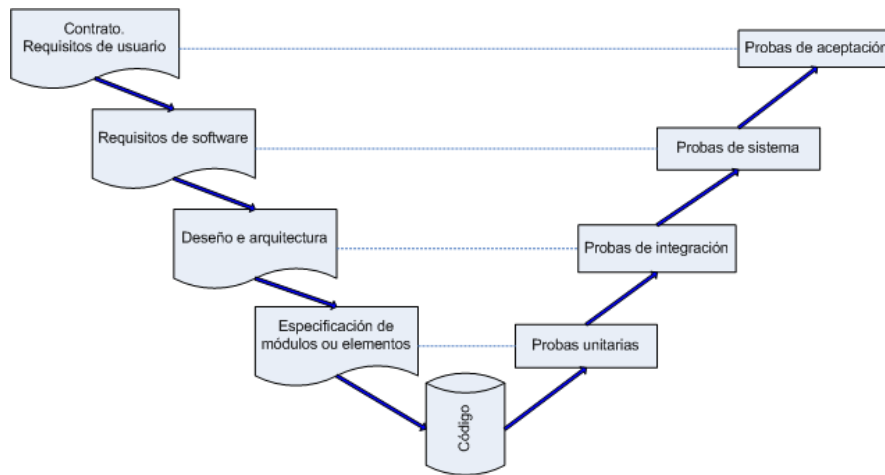 Contrato.
Requisitos de usuario
Probas de aceptación
Requisitos de software
Probas de sistema
Deseño e arquitectura
Probas de integración
Especificación de
módulos ou elementos
Probas unitarias
Código